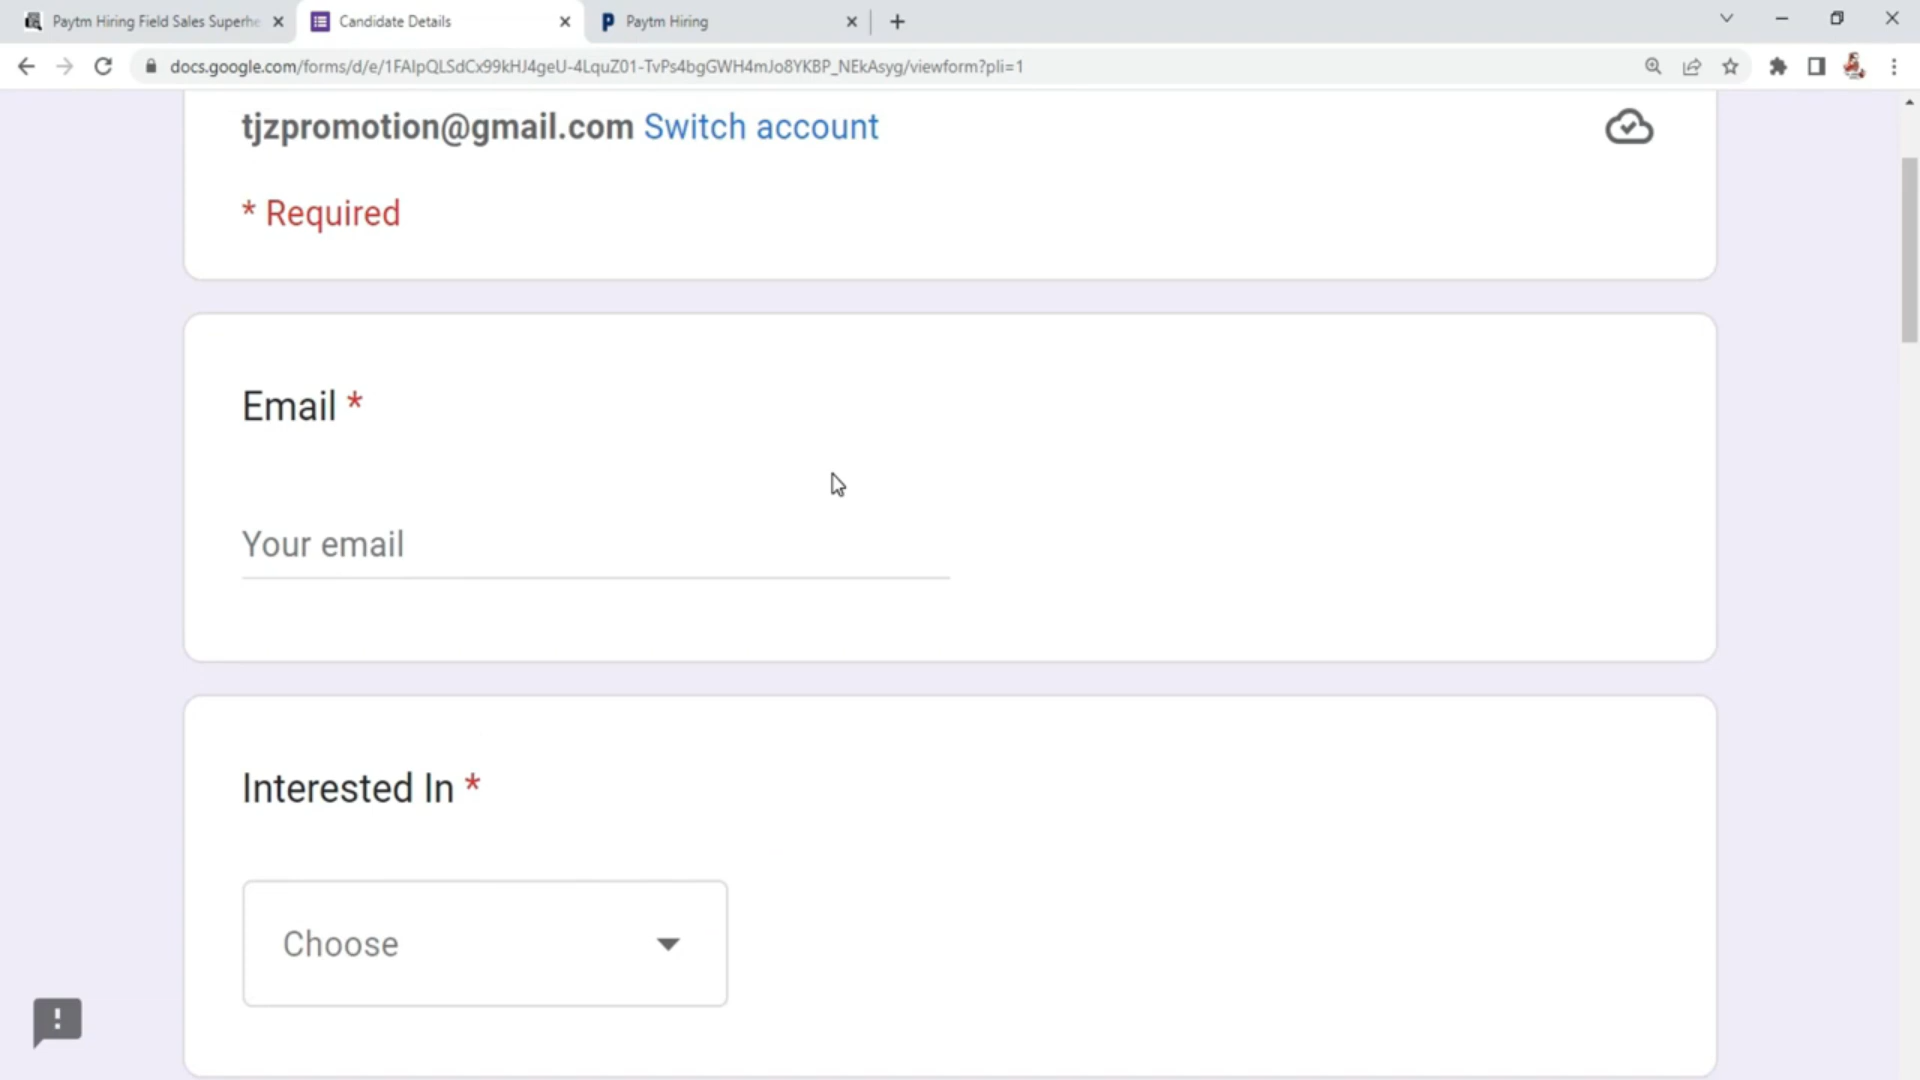 Paytm Hiring Field Sales Superhe
Candidate Details
Paytm Hiring
docs.google.com/forms/d/e/1FAIpQLSdCx99kHJ4geU-4LquZ01-TvPs4bgGWH4mJo8YKBP_NEkAsyg/viewform?pli=1
tjzpromotion@gmail.com Switch account
* Required
Email *
Your email
Interested In *
Choose